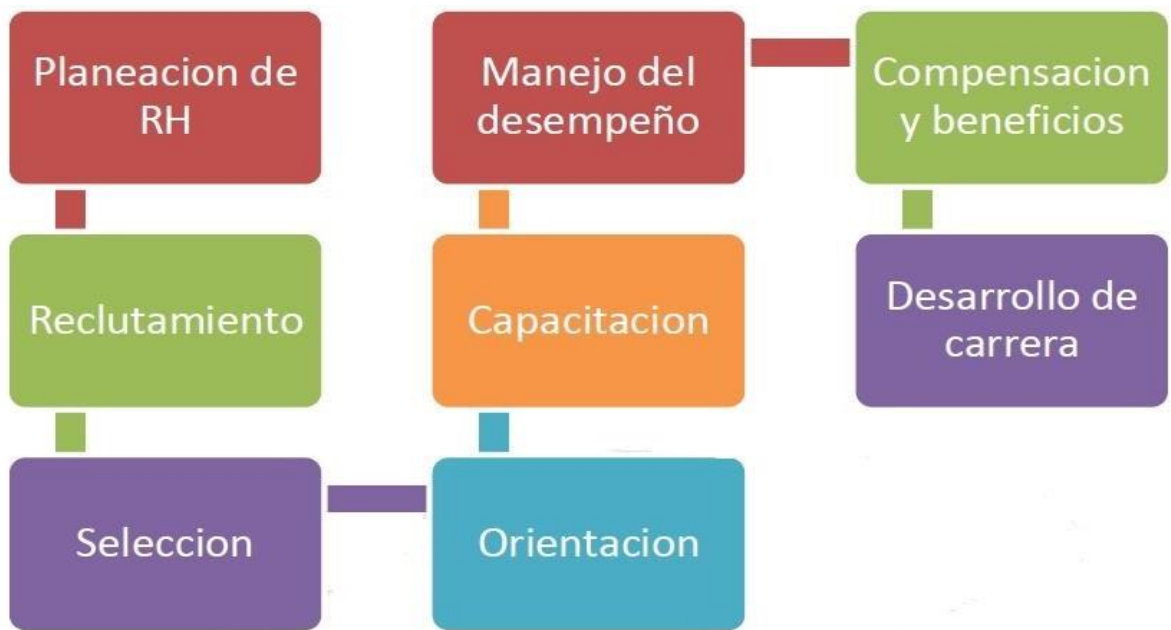 Planeacion de
RH
Reclutamiento
Seleccion
Orientacion
Capacitacion
Manejo del
desempeño
Compensacion
y beneficios
Desarrollo de
carrera